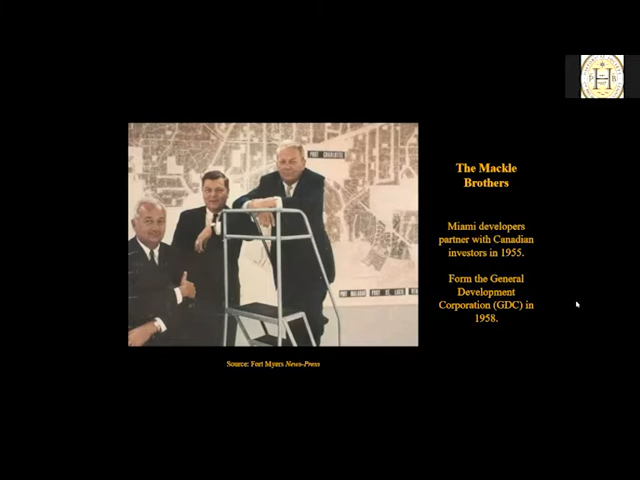 The Mackle
Brothers
Miami developers
partner with Canadian
investors in 1955.
Form the General
Development
Corporation (GDC) in
1958.
PORT CHARLOTTE
PORT MALABAR PORT ST. LUCIE
Source: Fort Myers News-Press